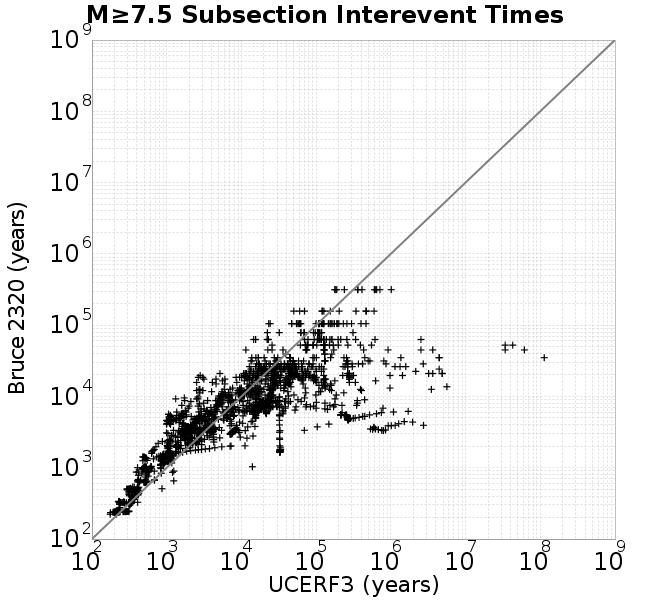 M≥7.5 Subsection Interevent Times
10⁹
10⁸
10⁷
10⁶
10⁵
10⁴
10³
10²
Bruce 2320 (years)
10² 10³ 10⁴ 10⁵ 10⁶ 10⁷ 10⁸ 10⁹
UCERF3 (years)